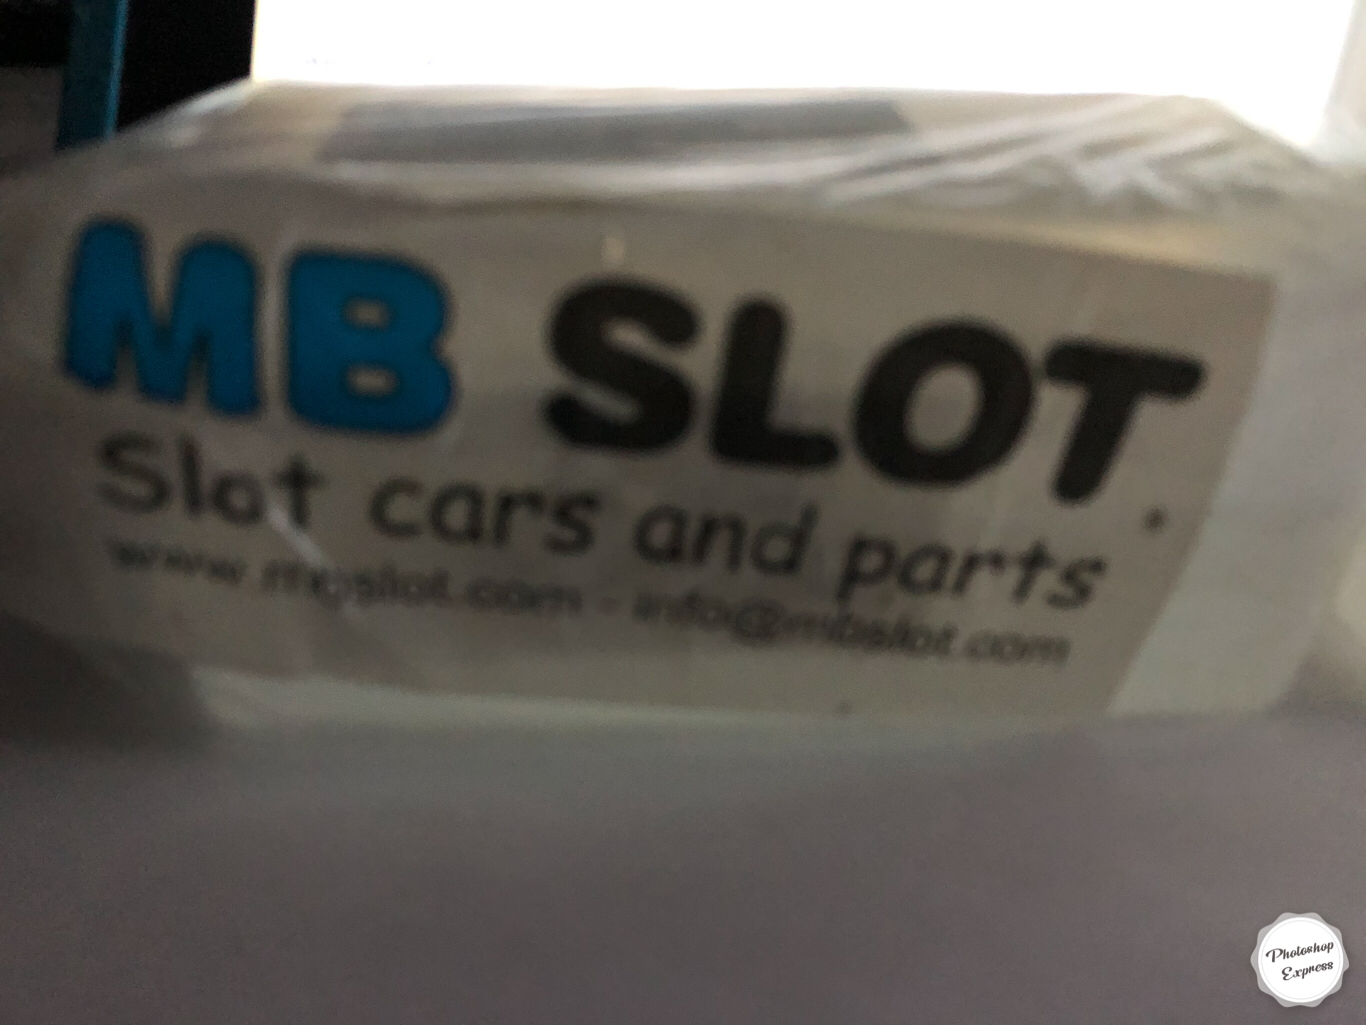 MB SLOT
Slot cars and parts
www.mbslot.com - info@mbslot.com
Photoshop
Express